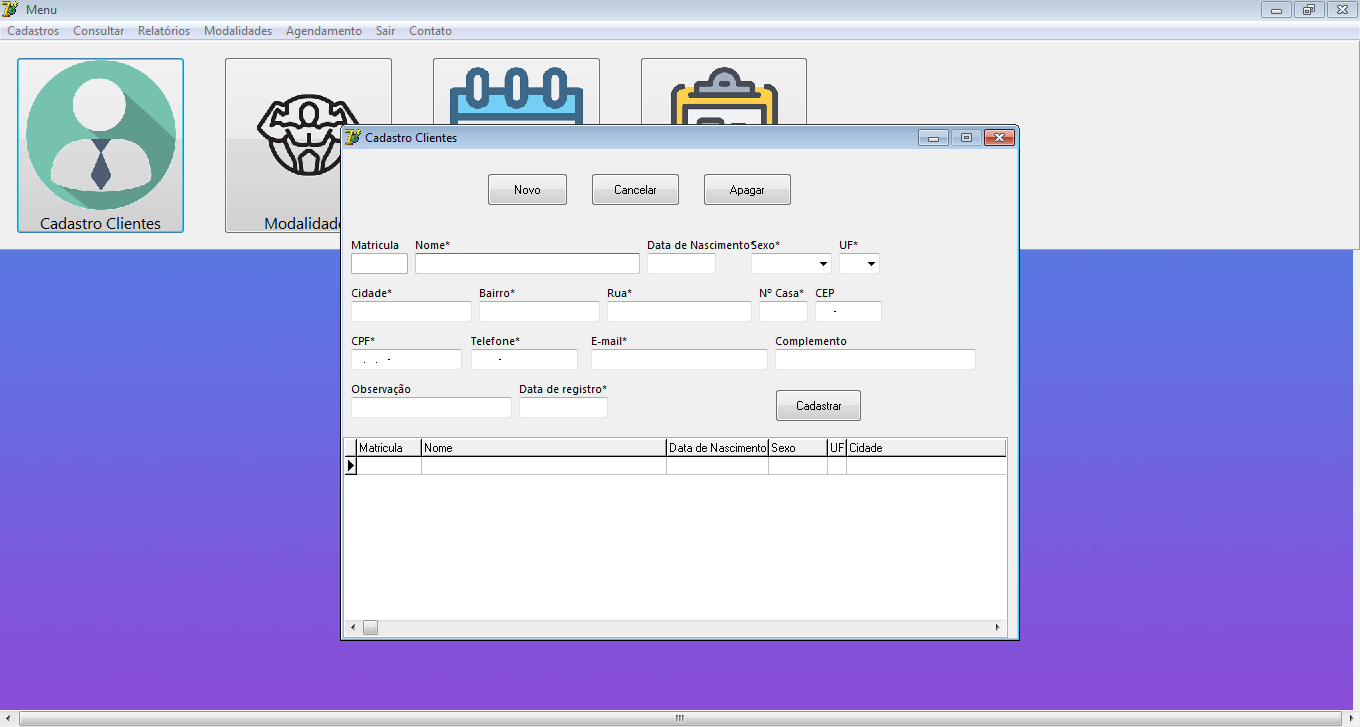 Menu
Cadastros Consultar Relatórios Modalidades Agendamento Sair Contato
Cadastro Clientes
Modalidade
Cadastro Clientes
Novo Cancelar Apagar
Matricula Nome* Data de Nascimento Sexo* UF*
Cidade* Bairro* Rua* Nº Casa* CEP
-
CPF* Telefone* E-mail* Complemento
. . - -
Observação Data de registro*
Cadastrar
Matricula Nome Data de Nascimento Sexo UF Cidade